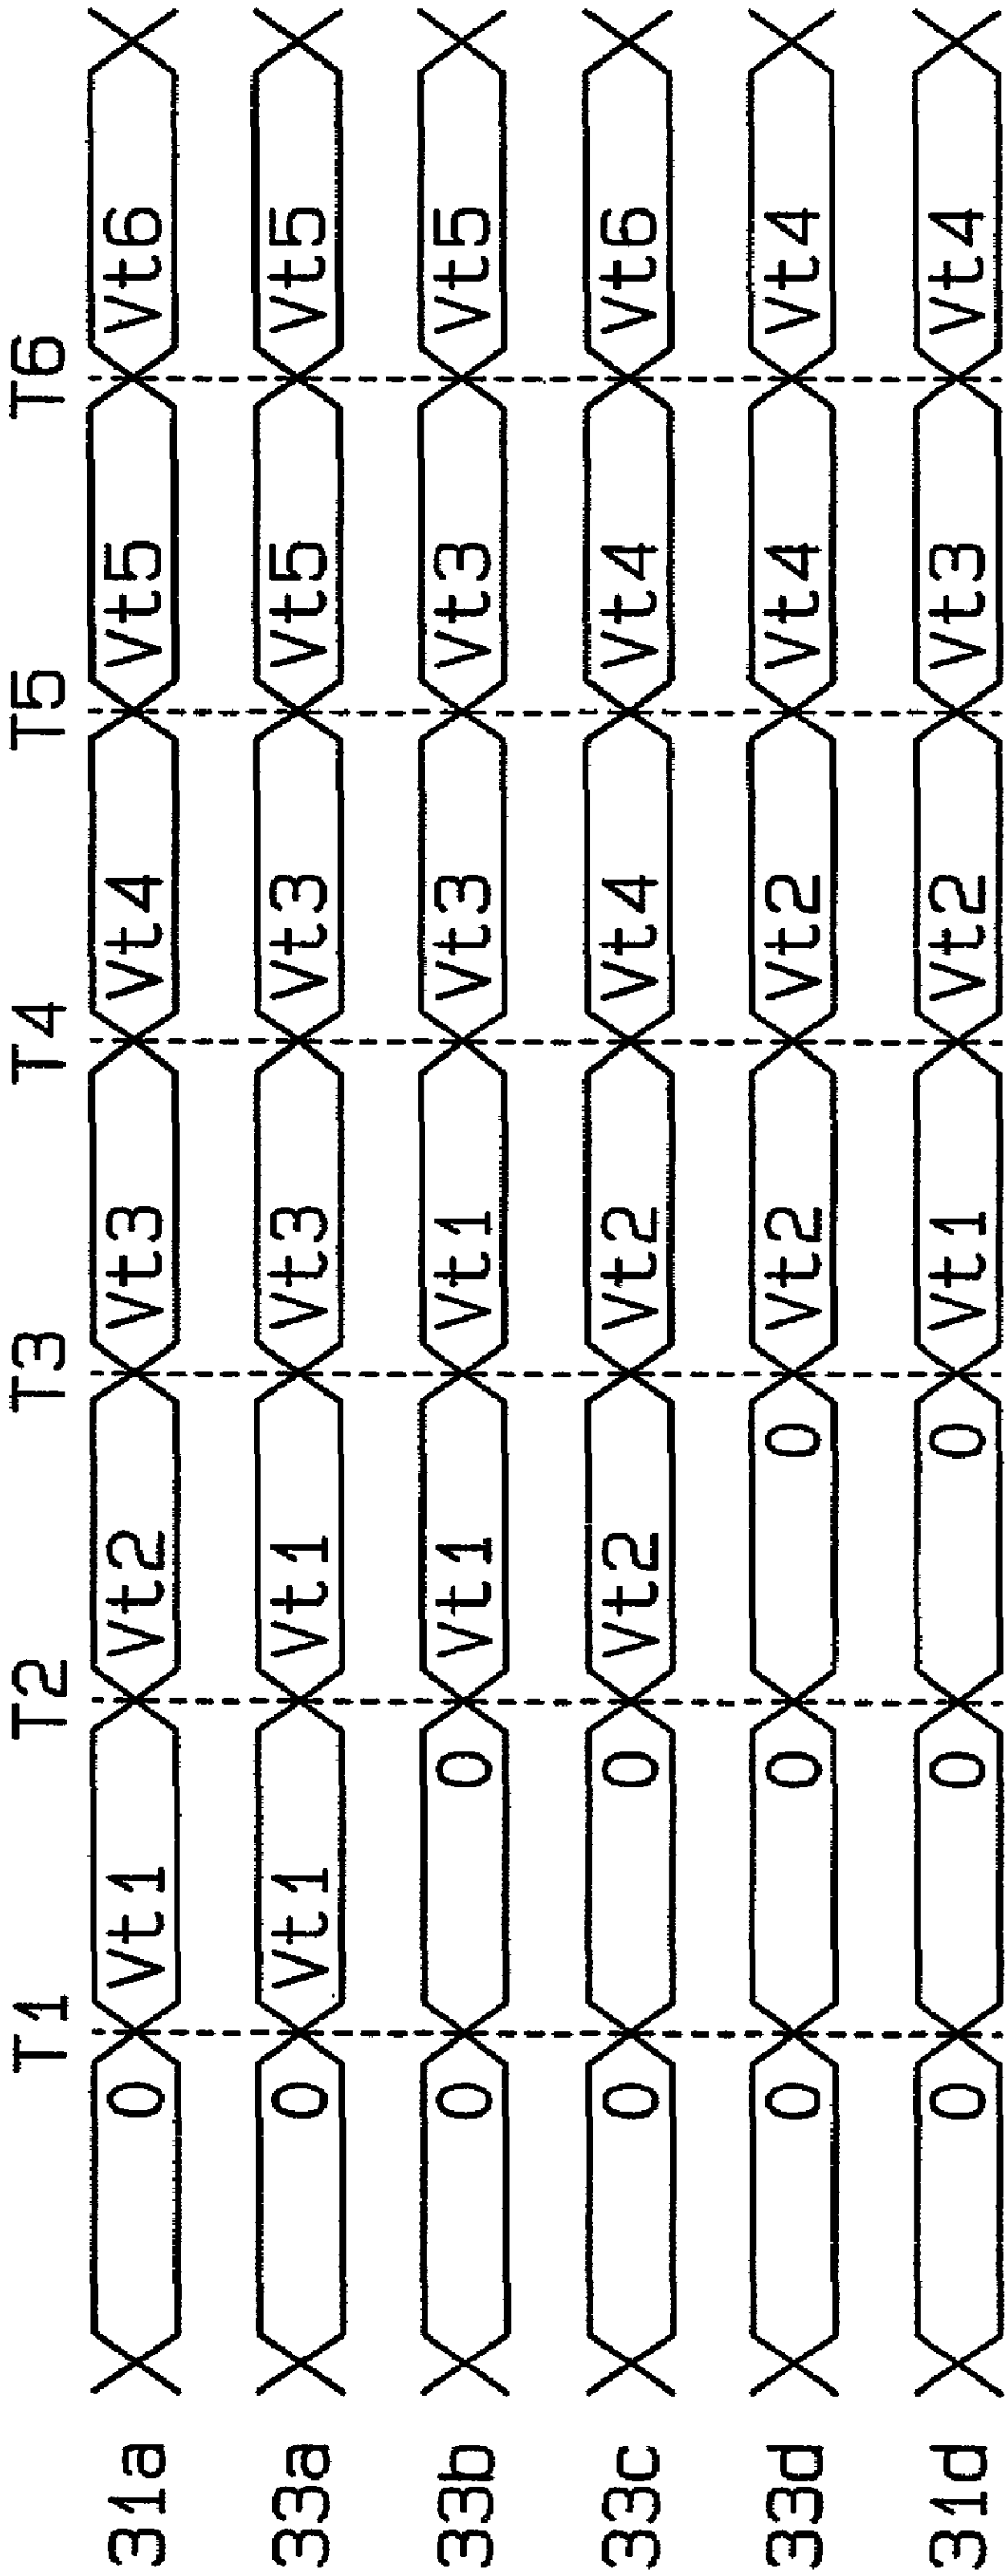 T1 T2 T3 T4 T5 T6
31a 0 Vt1 Vt2 Vt3 Vt4 Vt5 Vt6
33a 0 Vt1 Vt1 Vt3 Vt3 Vt5 Vt5
33b 0 0 Vt1 Vt1 Vt3 Vt3 Vt5
33c 0 0 Vt2 Vt2 Vt4 Vt4 Vt6
33d 0 0 0 Vt2 Vt2 Vt4 Vt4
31d 0 0 0 Vt1 Vt2 Vt3 Vt4